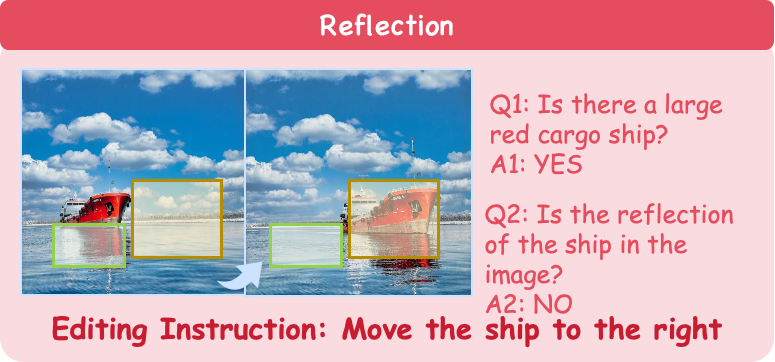 Reflection
Q1: Is there a large
red cargo ship?
A1: YES
Q2: Is the reflection
of the ship in the
image?
A2: NO
Editing Instruction: Move the ship to the right